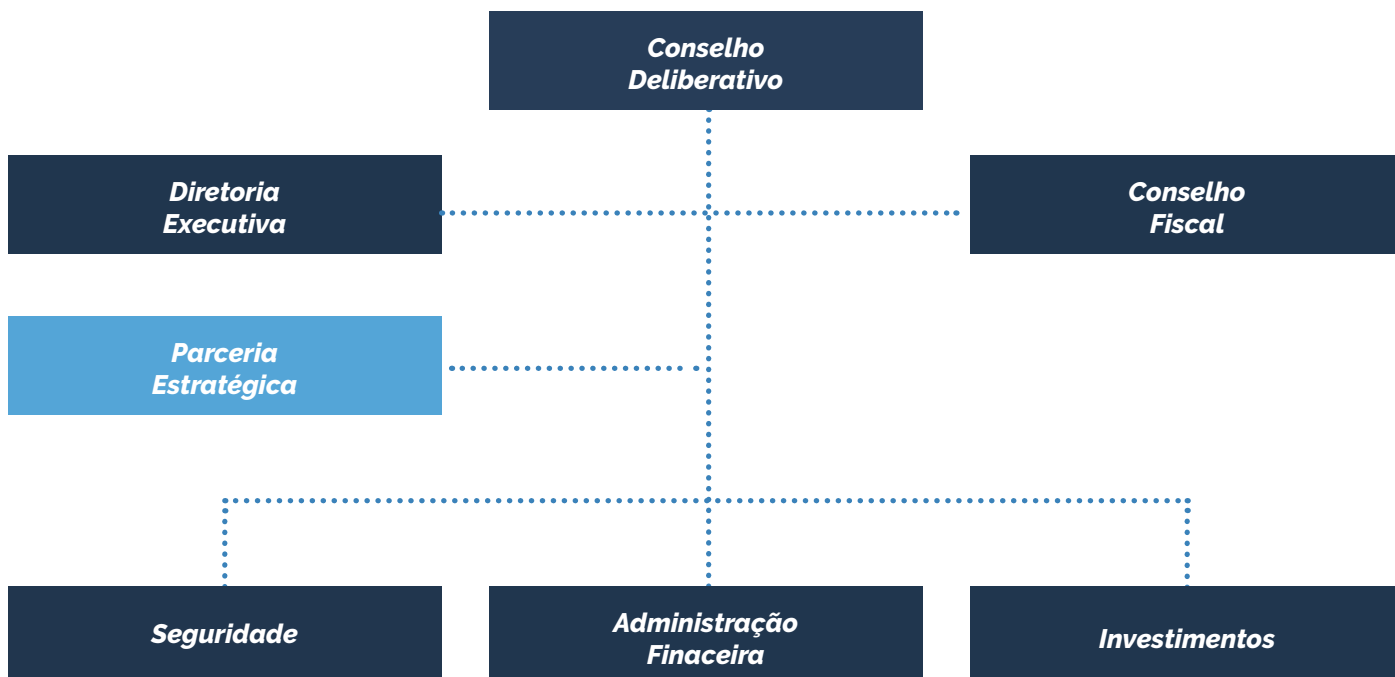 Conselho
Deliberativo
Diretoria
Executiva
Conselho
Fiscal
Parceria
Estratégica
Seguridade
Administração
Finaceira
Investimentos